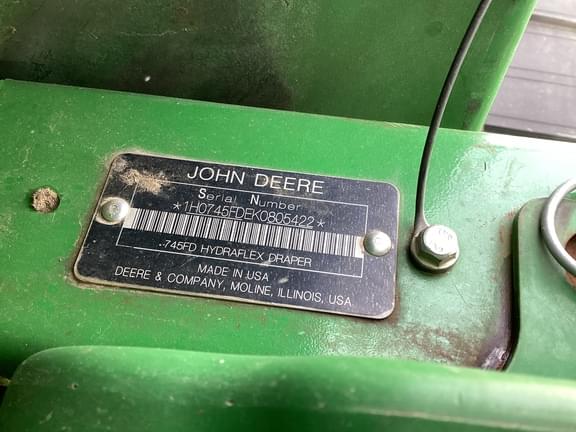 JOHN DEERE
Serial Number
*1H0745FDEK0805422*
745FD HYDRAFLEX DRAPER
MADE IN USA
DEERE & COMPANY, MOLINE, ILLINOIS, USA